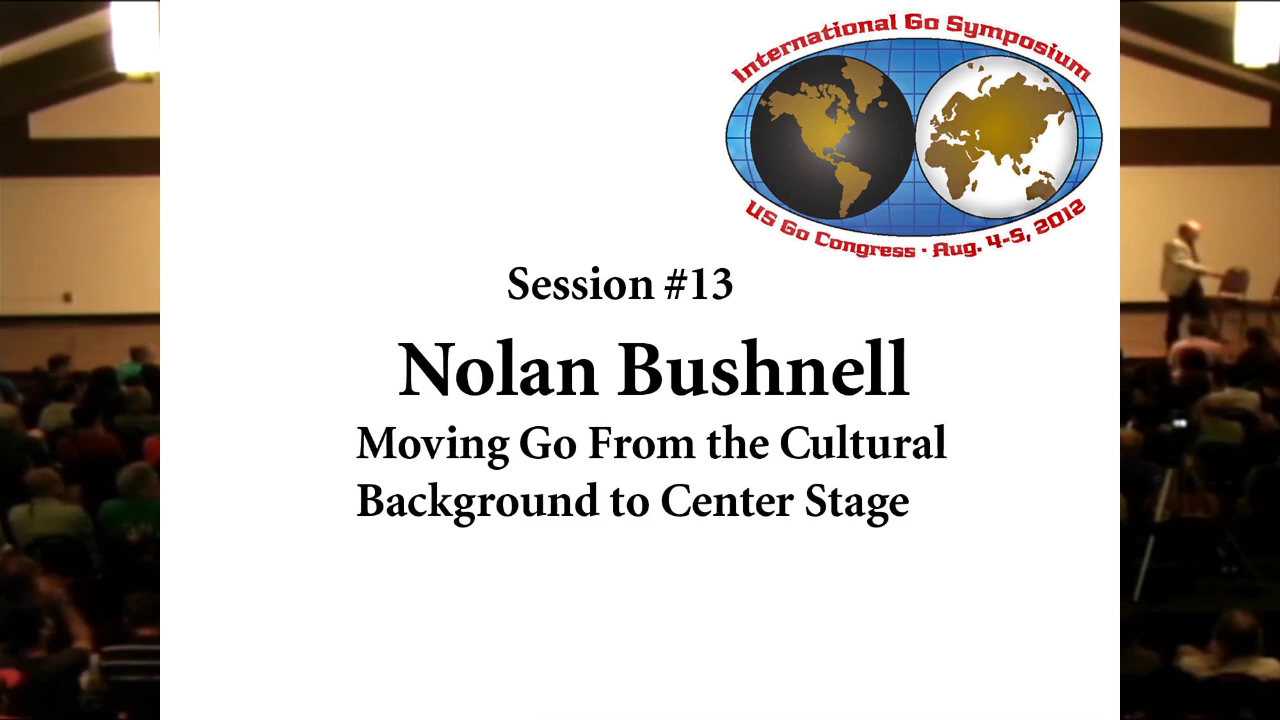 International Go Symposium
US Go Congress · Aug. 4-5, 2012
Session #13
Nolan Bushnell
Moving Go From the Cultural
Background to Center Stage